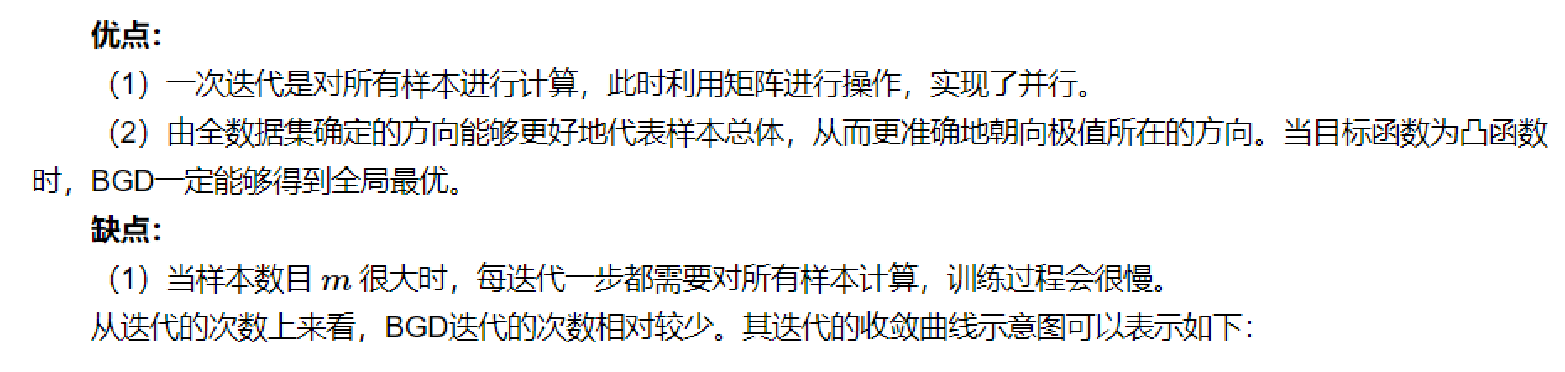 优点：
（1）一次迭代是对所有样本进行计算，此时利用矩阵进行操作，实现了并行。
（2）由全数据集确定的方向能够更好地代表样本总体，从而更准确地朝向极值所在的方向。当目标函数为凸函数
时，BGD一定能够得到全局最优。
缺点：
（1）当样本数目 m 很大时，每迭代一步都需要对所有样本计算，训练过程会很慢。
从迭代的次数上来看，BGD迭代的次数相对较少。其迭代的收敛曲线示意图可以表示如下：